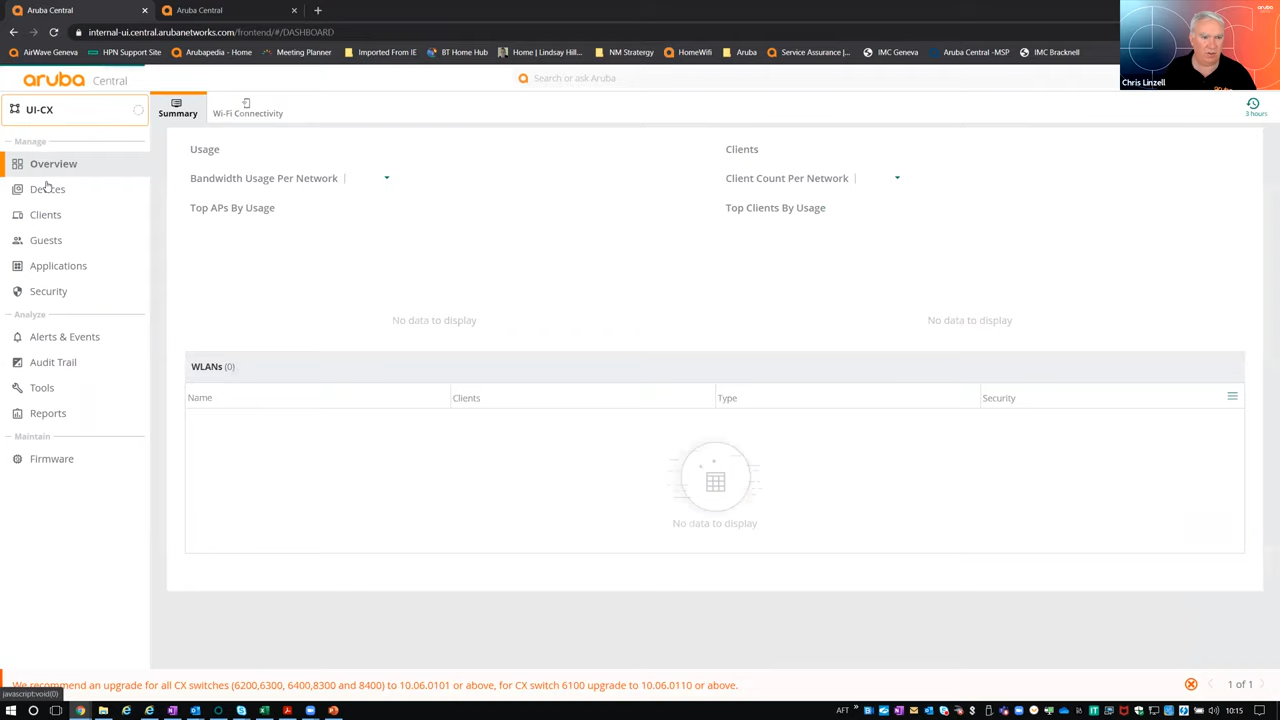 Aruba Central
Aruba Central
internal-ui.central.arubanetworks.com/frontend/#/DASHBOARD
AirWave Geneva
HPN Support Site
Arubapedia - Home
Meeting Planner
Imported From IE
BT Home Hub
Home | Lindsay Hill...
NM Stratergy
HomeWifi
Aruba
Service Assurance |...
IMC Geneva
Aruba Central -MSP
IMC Bracknell
Chris Linzell
aruba Central
Search or ask Aruba
UI-CX
Summary
Wi-Fi Connectivity
3 hours
Manage
Overview
Devices
Clients
Guests
Applications
Security
Analyze
Alerts & Events
Audit Trail
Tools
Reports
Maintain
Firmware
Usage
Clients
Bandwidth Usage Per Network
Client Count Per Network
Top APs By Usage
Top Clients By Usage
No data to display
No data to display
WLANs (0)
Name
Clients
Type
Security
No data to display
We recommend an upgrade for all CX switches (6200,6300, 6400,8300 and 8400) to 10.06.0101 or above, for CX switch 6100 upgrade to 10.06.0110 or above.
1 of 1
javascript:void(0)
AFT
10:15